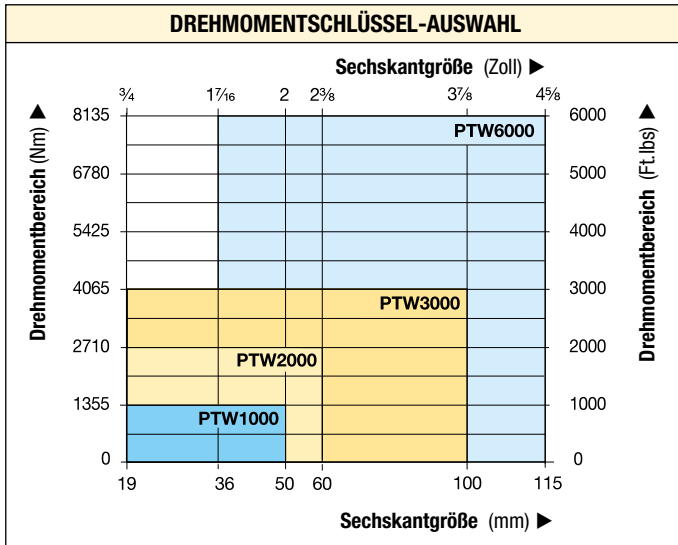 DREHMOMENTSCHLÜSSEL-AUSWAHL
Sechskantgröße (Zoll) ►
¾ 1⁷⁄₁₆ 2 2⅜ 3⅞ 4⅝
Drehmomentbereich (Nm) ►
8135
6780
5425
4065
2710
1355
0
PTW6000
PTW3000
PTW2000
PTW1000
6000
5000
4000
3000
2000
1000
0
Drehmomentbereich (Ft.lbs) ►
19 36 50 60 100 115
Sechskantgröße (mm) ►